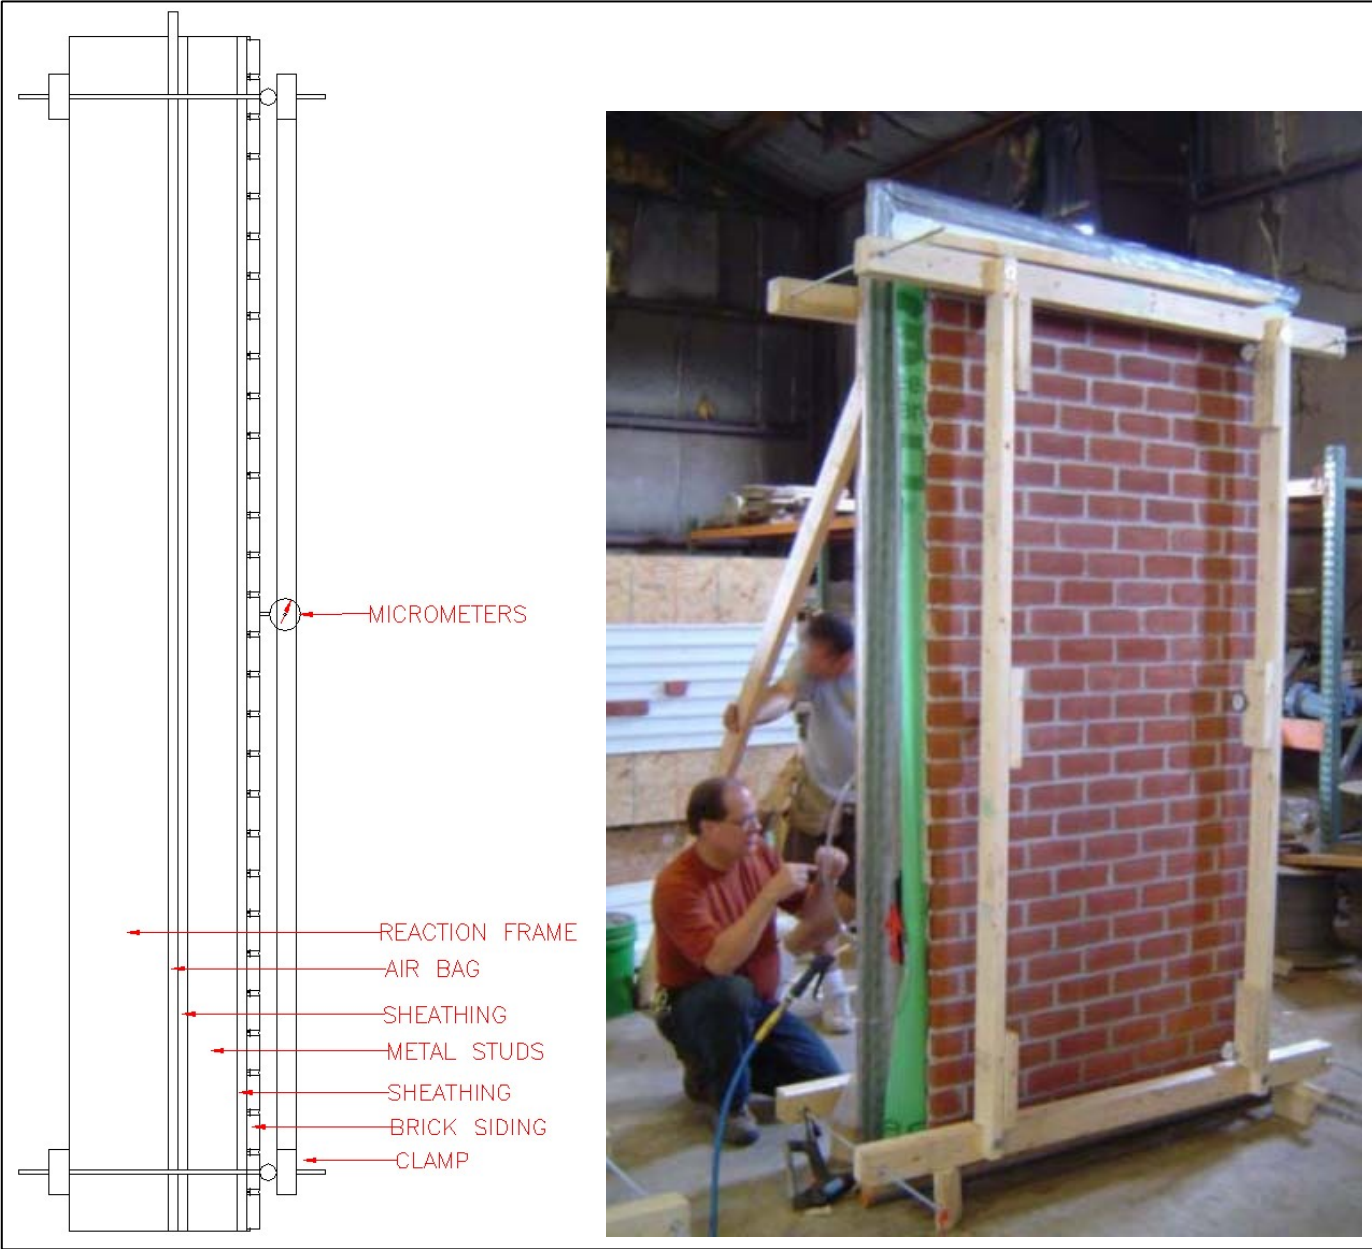 MICROMETERS
REACTION FRAME
AIR BAG
SHEATHING
METAL STUDS
SHEATHING
BRICK SIDING
CLAMP